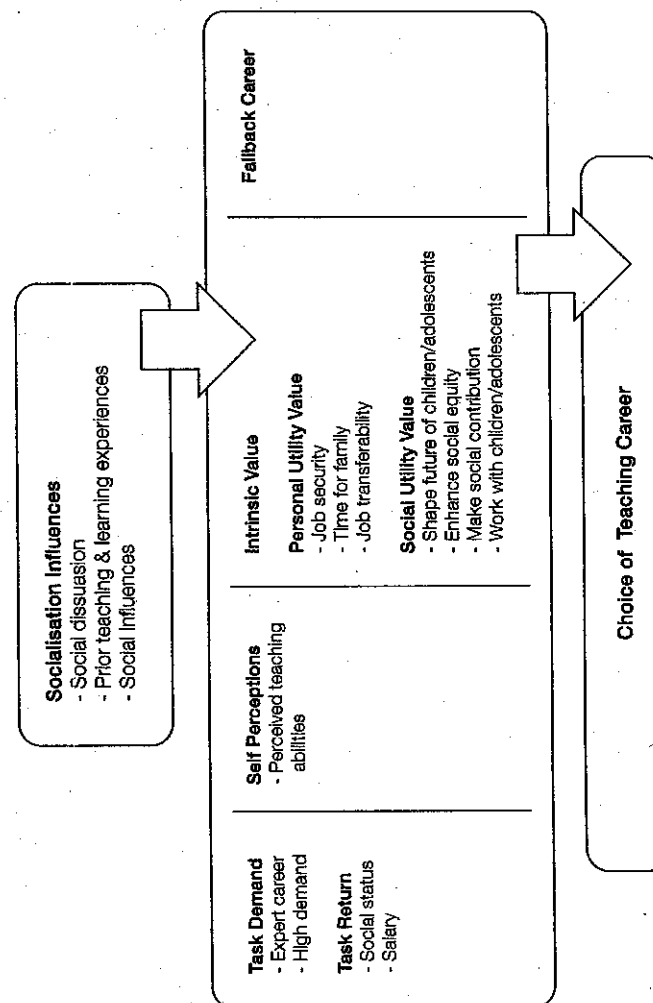 Socialisation Influences
- Social dissuasion
- Prior teaching & learning experiences
- Social Influences
Task Demand
- Expert career
- High demand
Task Return
- Social status
- Salary
Self Perceptions
- Perceived teaching
abilities
Intrinsic Value
Personal Utility Value
- Job security
- Time for family
- Job transferability
Social Utility Value
- Shape future of children/adolescents
- Enhance social equity
- Make social contribution
- Work with children/adolescents
Fallback Career
Choice of Teaching Career